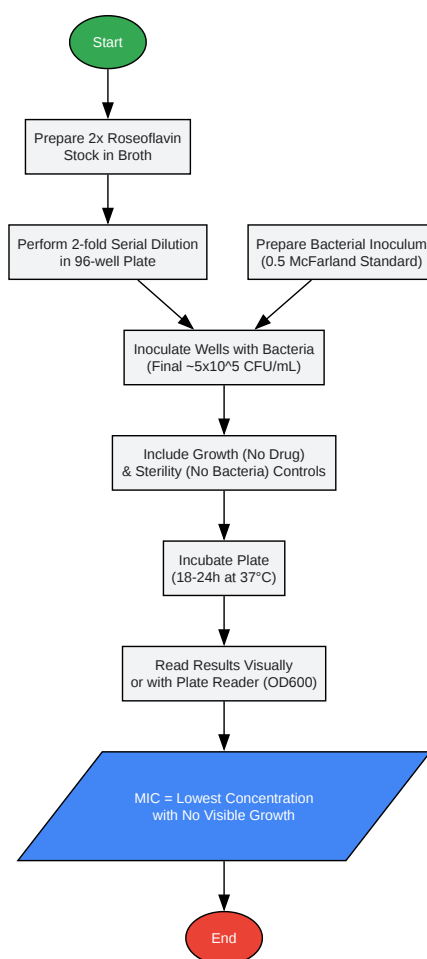 Start
Prepare 2x Roseoflavin
Stock in Broth
Perform 2-fold Serial Dilution
in 96-well Plate
Prepare Bacterial Inoculum
(0.5 McFarland Standard)
Inoculate Wells with Bacteria
(Final ~5x10^5 CFU/mL)
Include Growth (No Drug)
& Sterility (No Bacteria) Controls
Incubate Plate
(18-24h at 37°C)
Read Results Visually
or with Plate Reader (OD600)
MIC = Lowest Concentration
with No Visible Growth
End